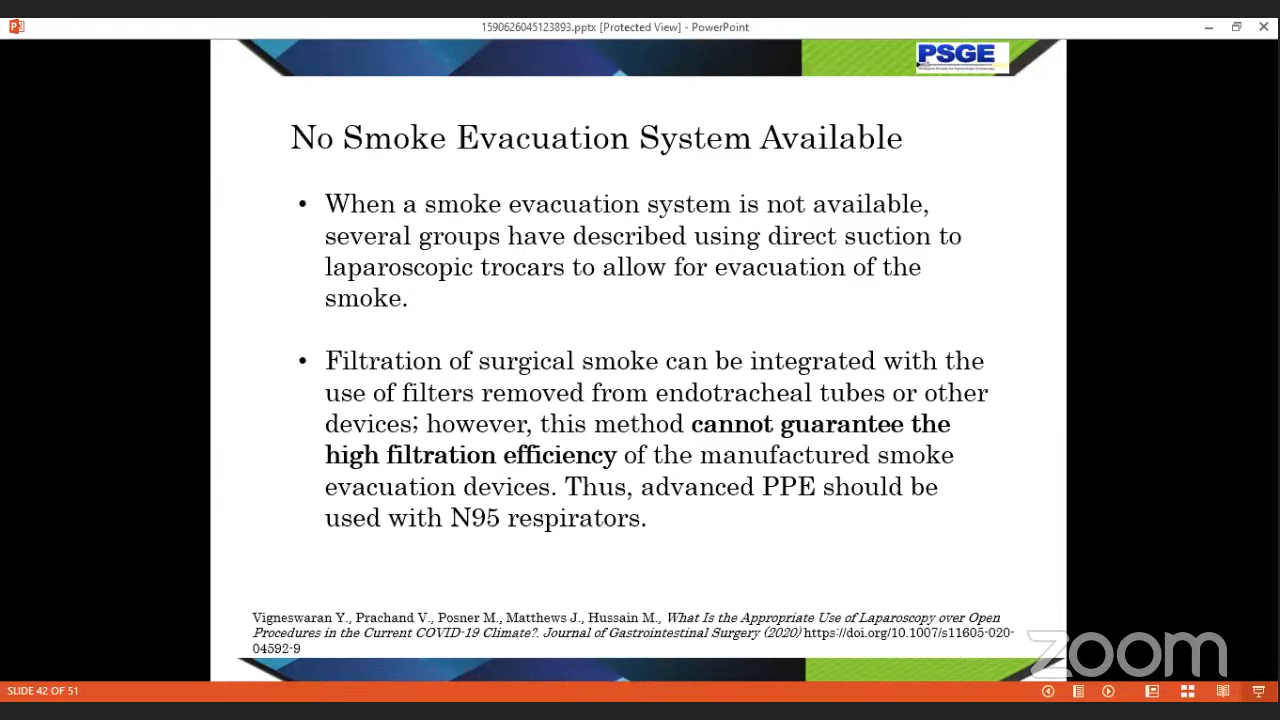 1590626045123893.pptx [Protected View] - PowerPoint
PSGE
No Smoke Evacuation System Available
• When a smoke evacuation system is not available,
several groups have described using direct suction to
laparoscopic trocars to allow for evacuation of the
smoke.
• Filtration of surgical smoke can be integrated with the
use of filters removed from endotracheal tubes or other
devices; however, this method cannot guarantee the
high filtration efficiency of the manufactured smoke
evacuation devices. Thus, advanced PPE should be
used with N95 respirators.
Vigneswaran Y., Prachand V., Posner M., Matthews J., Hussain M., What Is the Appropriate Use of Laparoscopy over Open
Procedures in the Current COVID-19 Climate?. Journal of Gastrointestinal Surgery (2020) https://doi.org/10.1007/s11605-020-
04592-9
zoom
SLIDE 42 OF 51